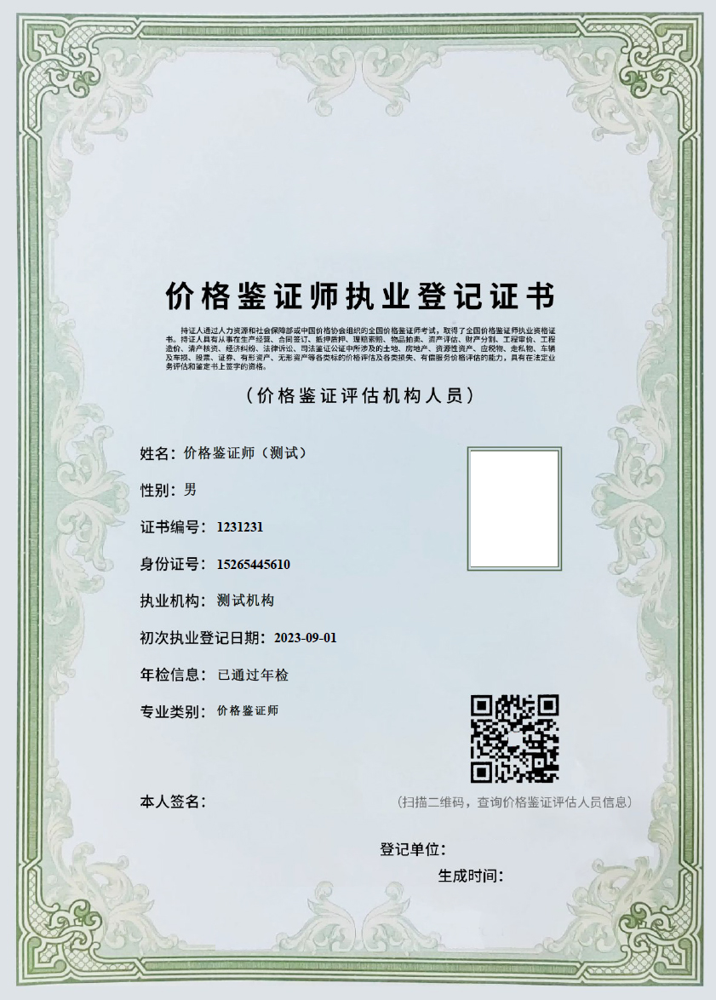 价格鉴证师执业登记证书
持证人通过人力资源和社会保障部或中国价格协会组织的全国价格鉴证师考试，取得了全国价格鉴证师执业资格证
书。持证人具有从事在生产经营、合同签订、抵押质押、理赔索赔、物品拍卖、资产评估、财产分割、工程审价、工程
造价、清产核资、经济纠纷、法律诉讼、司法鉴证公证中所涉及的土地、房地产、资源性资产、应税物、走私物、车辆
及车损、股票、证券、有形资产、无形资产等各类标的价格评估及各类损失、有偿服务价格评估的能力，具有在法定业
务评估和鉴定书上签字的资格。
（价格鉴证评估机构人员）
姓名：价格鉴证师（测试）
性别：男
证书编号：1231231
身份证号：15265445610
执业机构：测试机构
初次执业登记日期：2023-09-01
年检信息：已通过年检
专业类别：价格鉴证师
本人签名：
（扫描二维码，查询价格鉴证评估人员信息）
登记单位：
生成时间：